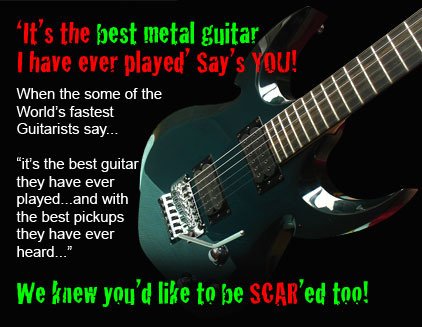 ‘It's the best metal guitar
I have ever played’ Say's YOU!
When the some of the
World's fastest
Guitarists say...
“it's the best guitar
they have ever
played...and with
the best pickups
they have ever
heard...”
We knew you'd like to be SCAR'ed too!